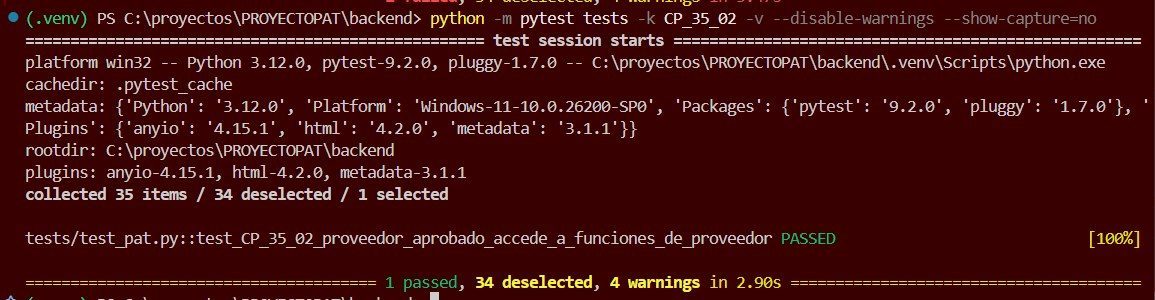 34 deselected, 4 warnings in
(.venv) PS C:\proyectos\PROYECTOPAT\backend> python -m pytest tests -k CP_35_02 -v --disable-warnings --show-capture=no
============================================== test session starts ===============================================
platform win32 -- Python 3.12.0, pytest-9.2.0, pluggy-1.7.0 -- C:\proyectos\PROYECTOPAT\backend\.venv\Scripts\python.exe
cachedir: .pytest_cache
metadata: {'Python': '3.12.0', 'Platform': 'Windows-11-10.0.26200-SP0', 'Packages': {'pytest': '9.2.0', 'pluggy': '1.7.0'}, '
Plugins': {'anyio': '4.15.1', 'html': '4.2.0', 'metadata': '3.1.1'}}
rootdir: C:\proyectos\PROYECTOPAT\backend
plugins: anyio-4.15.1, html-4.2.0, metadata-3.1.1
collected 35 items / 34 deselected / 1 selected
tests/test_pat.py::test_CP_35_02_proveedor_aprobado_accede_a_funciones_de_proveedor PASSED [100%]
=================================== 1 passed, 34 deselected, 4 warnings in 2.90s ===================================